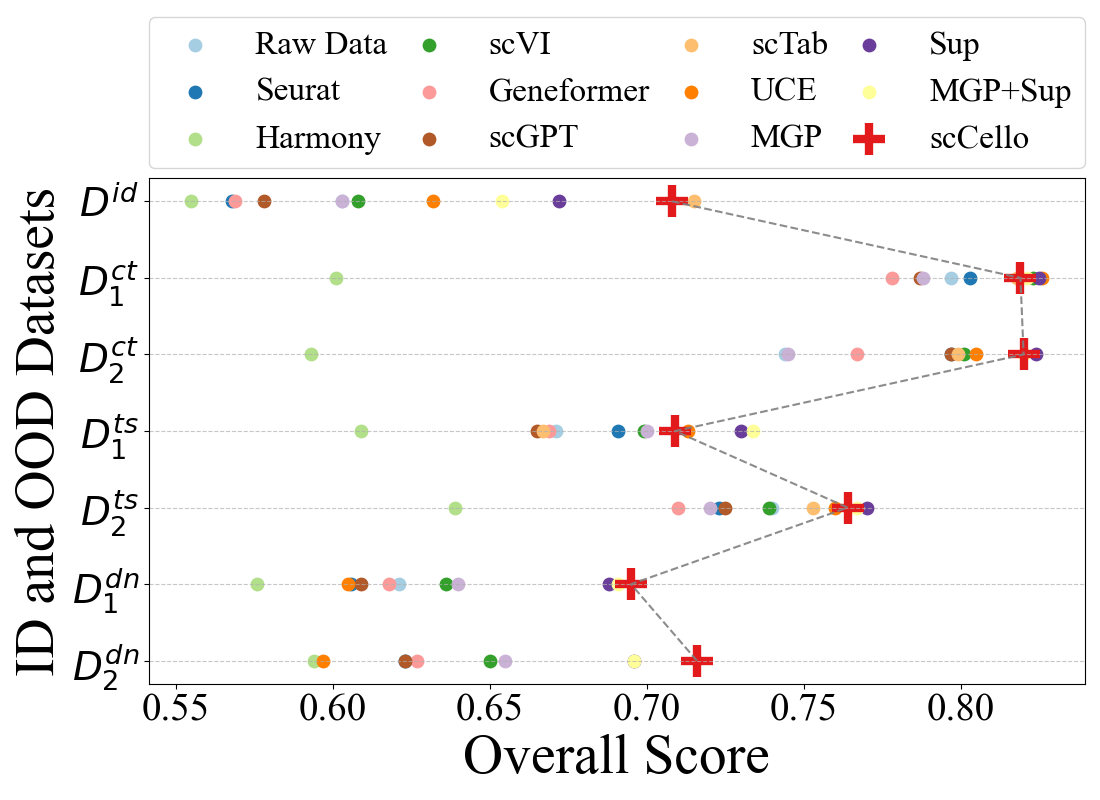 Raw Data scVI scTab Sup
Seurat Geneformer UCE MGP+Sup
Harmony scGPT MGP scCello
ID and OOD Datasets
D^{id}
D_1^{ct}
D_2^{ct}
D_1^{ts}
D_2^{ts}
D_1^{dn}
D_2^{dn}
0.55 0.60 0.65 0.70 0.75 0.80
Overall Score